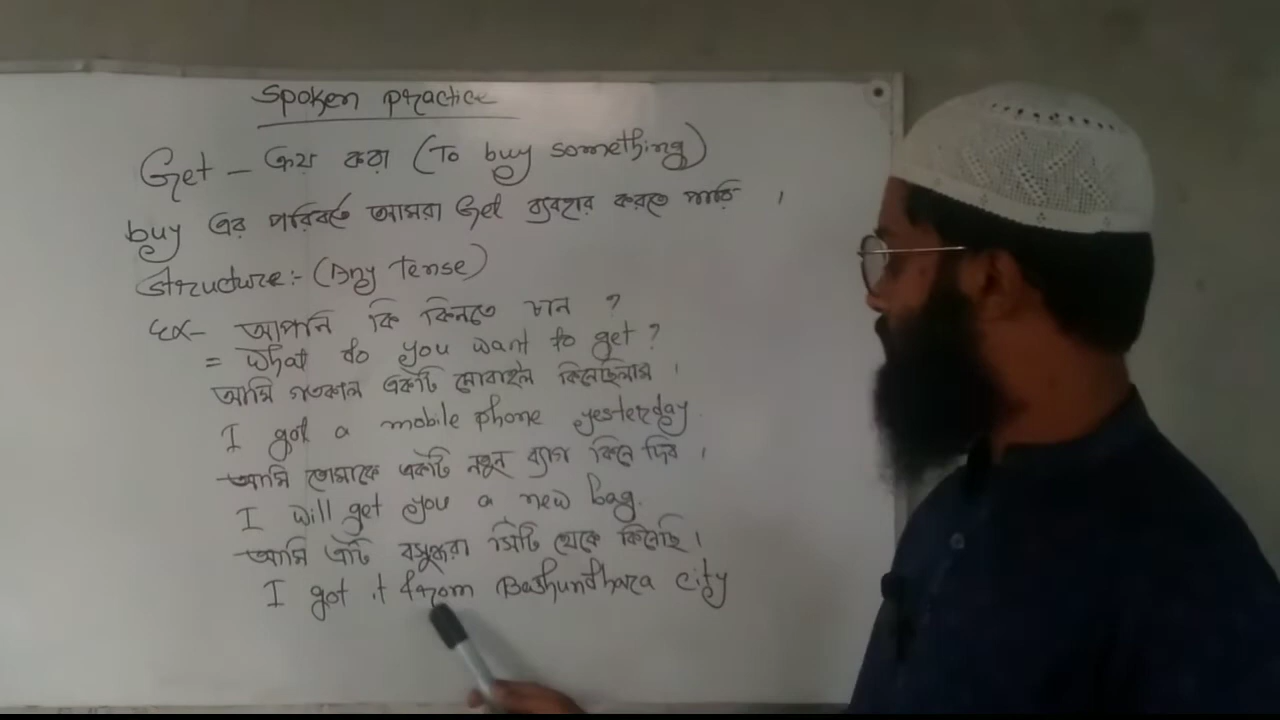 Spoken Practice
Get – ক্রয় করা (To buy something)
buy এর পরিবর্তে আমরা Get ব্যবহার করতে পারি ।
Structure:- (Any Tense)
Ex- আপনি কি কিনতে চান ?
= What do you want to get?
আমি গতকাল একটি মোবাইল কিনেছিলাম ।
I got a mobile phone yesterday.
আমি তোমাকে একটি নতুন ব্যাগ কিনে দিব ।
I will get you a new bag.
আমি এটি বসুন্ধরা সিটি থেকে কিনেছি ।
I got it from Bashundhara city